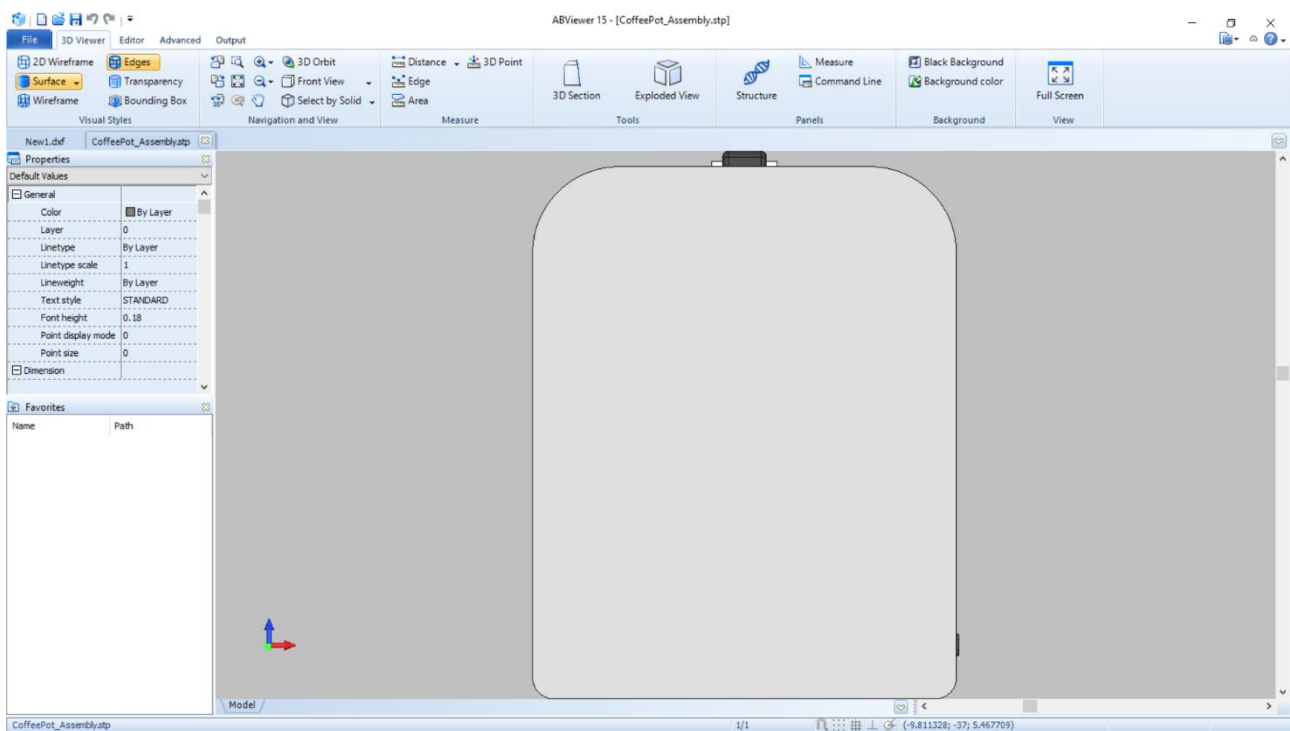 ABViewer 15 - [CoffeePot_Assembly.stp]
File 3D Viewer Editor Advanced Output
2D Wireframe Edges 3D Orbit Distance 3D Point Measure Black Background
Surface Transparency Front View Edge 3D Section Exploded View Structure Command Line Background color Full Screen
Wireframe Bounding Box Select by Solid Area
Visual Styles Navigation and View Measure Tools Panels Background View
New1.dxf CoffeePot_Assembly.stp
Properties
Default Values
General
Color By Layer
Layer 0
Linetype By Layer
Linetype scale 1
Lineweight By Layer
Text style STANDARD
Font height 0.18
Point display mode 0
Point size 0
Dimension
Favorites
Name Path
Model
CoffeePot_Assembly.stp 1/1 (-9.811328; -37; 5.467709)